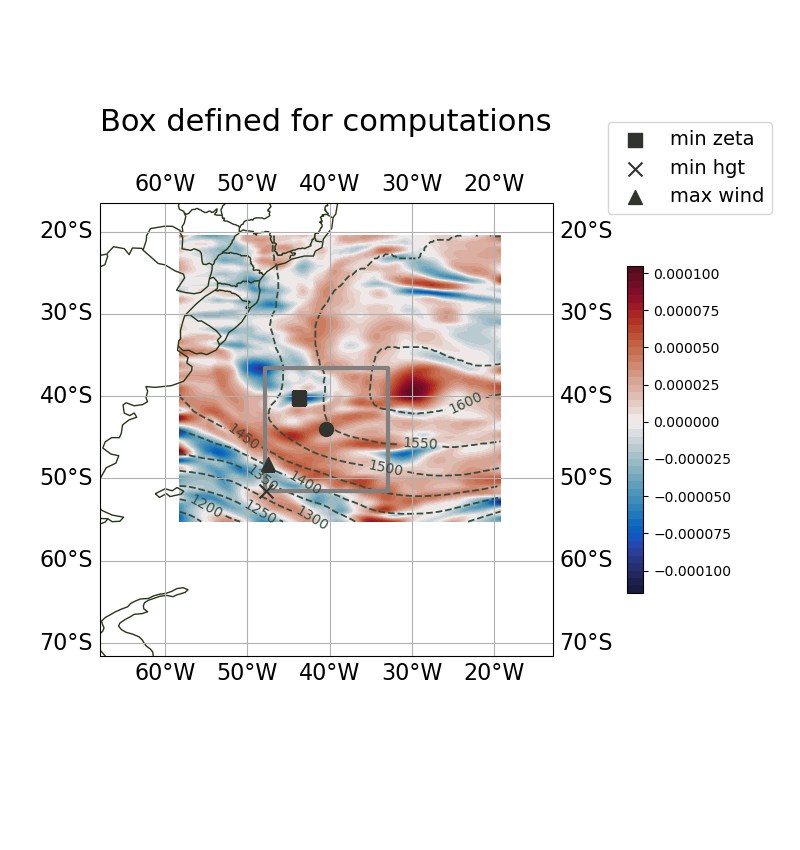 Box defined for computations
min zeta
min hgt
max wind
60°W 50°W 40°W 30°W 20°W
20°S 20°S
30°S 30°S
40°S 40°S
50°S 50°S
60°S 60°S
70°S 70°S
60°W 50°W 40°W 30°W 20°W
0.000100
0.000075
0.000050
0.000025
0.000000
−0.000025
−0.000050
−0.000075
−0.000100
1600
1550
1500
1450
1400
1350
1300
1250
1200